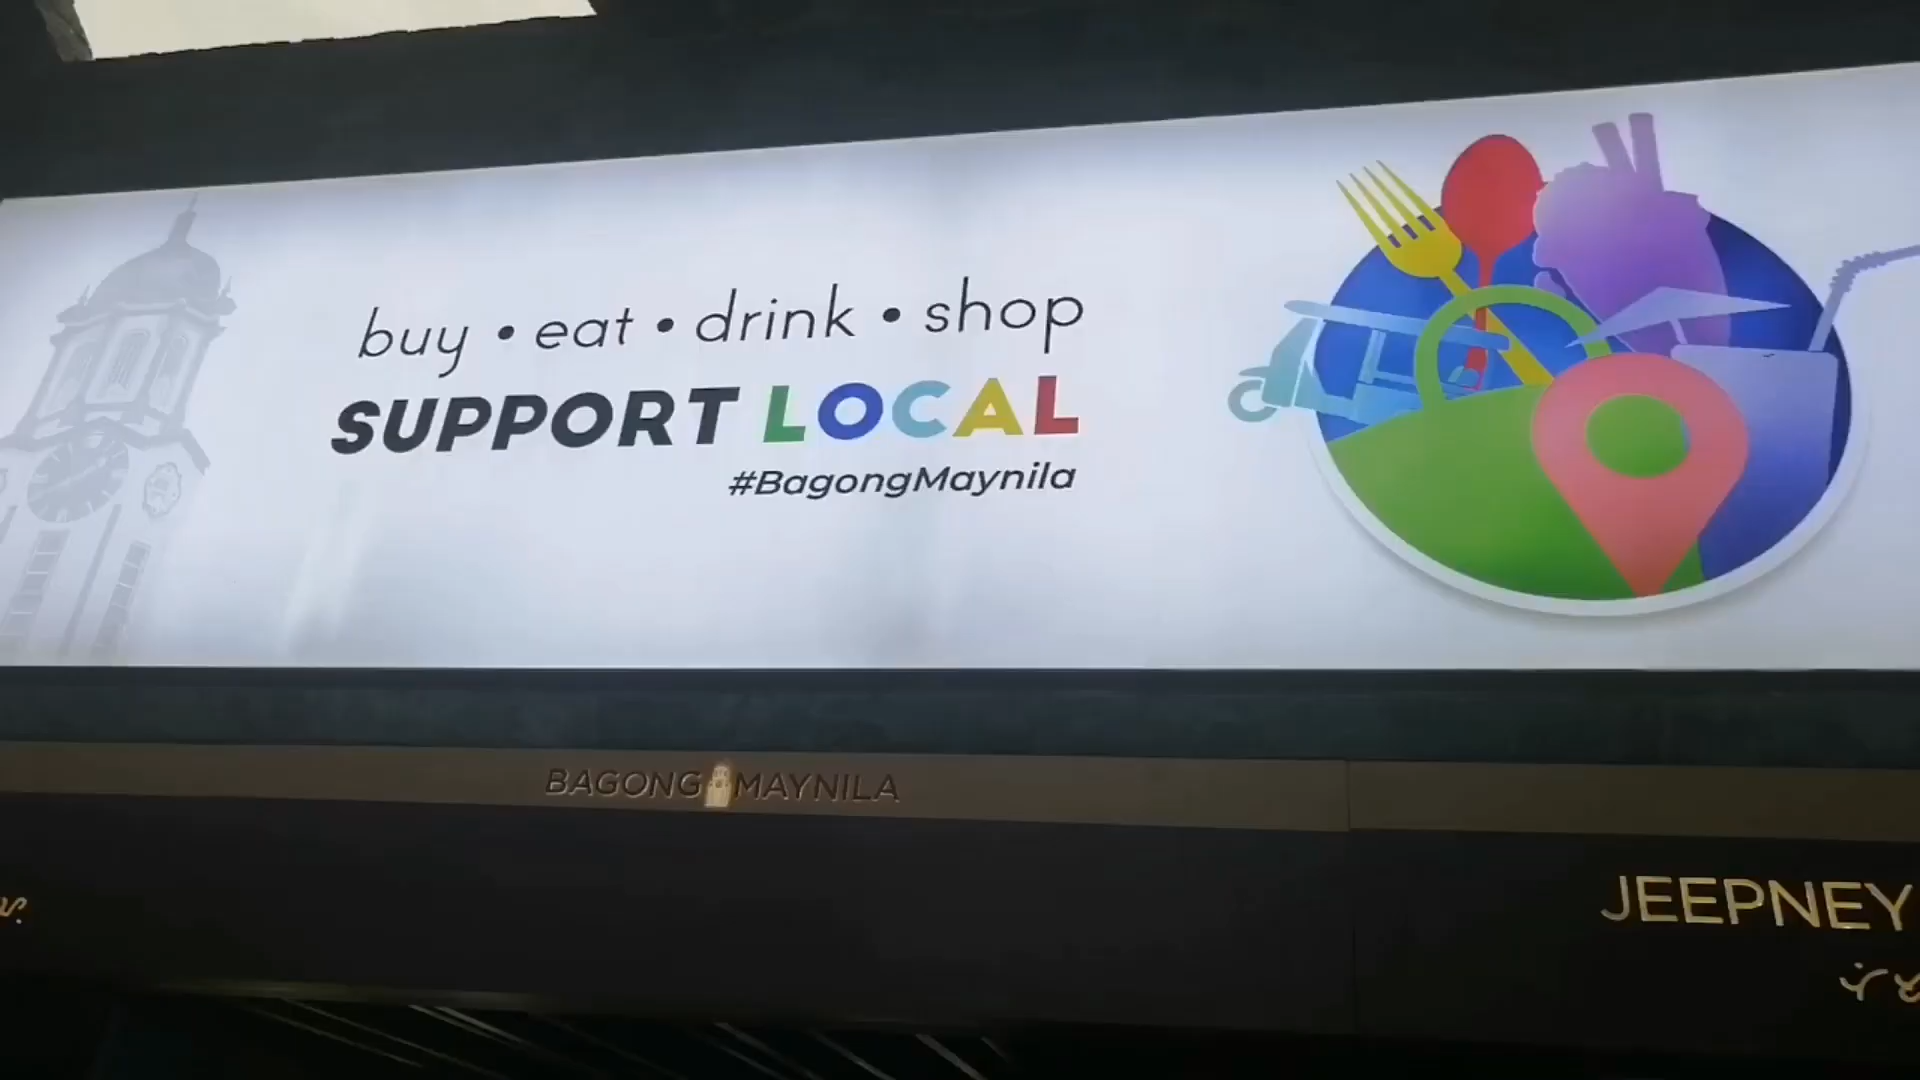 buy • eat • drink • shop
SUPPORT LOCAL
#BagongMaynila
BAGONG MAYNILA
JEEPNEY